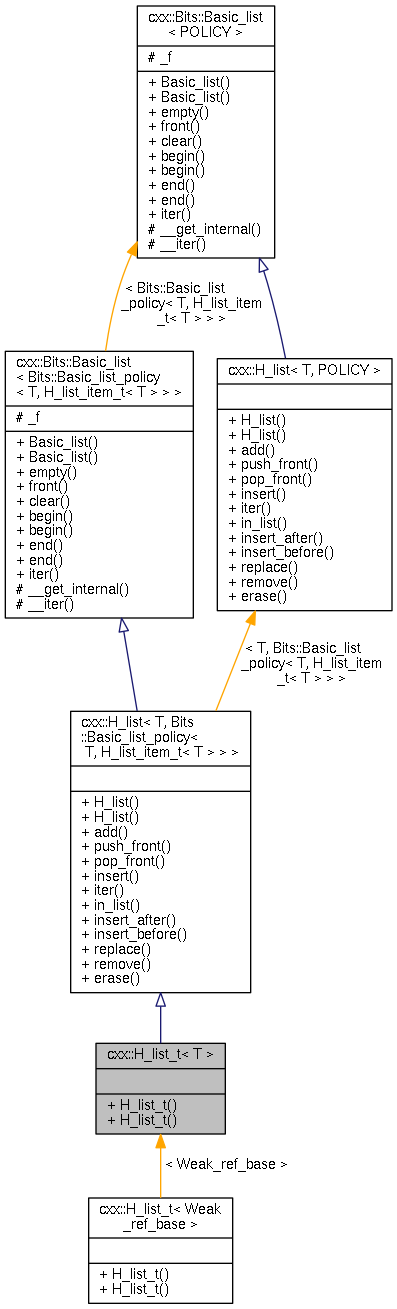 cxx::Bits::Basic_list
< POLICY >
# _f
+ Basic_list()
+ Basic_list()
+ empty()
+ front()
+ clear()
+ begin()
+ begin()
+ end()
+ end()
+ iter()
# __get_internal()
# __iter()
< Bits::Basic_list
_policy< T, H_list_item
_t< T > > >
cxx::Bits::Basic_list
< Bits::Basic_list_policy
< T, H_list_item_t< T > > >
# _f
+ Basic_list()
+ Basic_list()
+ empty()
+ front()
+ clear()
+ begin()
+ begin()
+ end()
+ end()
+ iter()
# __get_internal()
# __iter()
cxx::H_list< T, POLICY >
+ H_list()
+ H_list()
+ add()
+ push_front()
+ pop_front()
+ insert()
+ iter()
+ in_list()
+ insert_after()
+ insert_before()
+ replace()
+ remove()
+ erase()
< T, Bits::Basic_list
_policy< T, H_list_item
_t< T > > >
cxx::H_list< T, Bits
::Basic_list_policy<
T, H_list_item_t< T > > >
+ H_list()
+ H_list()
+ add()
+ push_front()
+ pop_front()
+ insert()
+ iter()
+ in_list()
+ insert_after()
+ insert_before()
+ replace()
+ remove()
+ erase()
cxx::H_list_t< T >
+ H_list_t()
+ H_list_t()
< Weak_ref_base >
cxx::H_list_t< Weak
_ref_base >
+ H_list_t()
+ H_list_t()